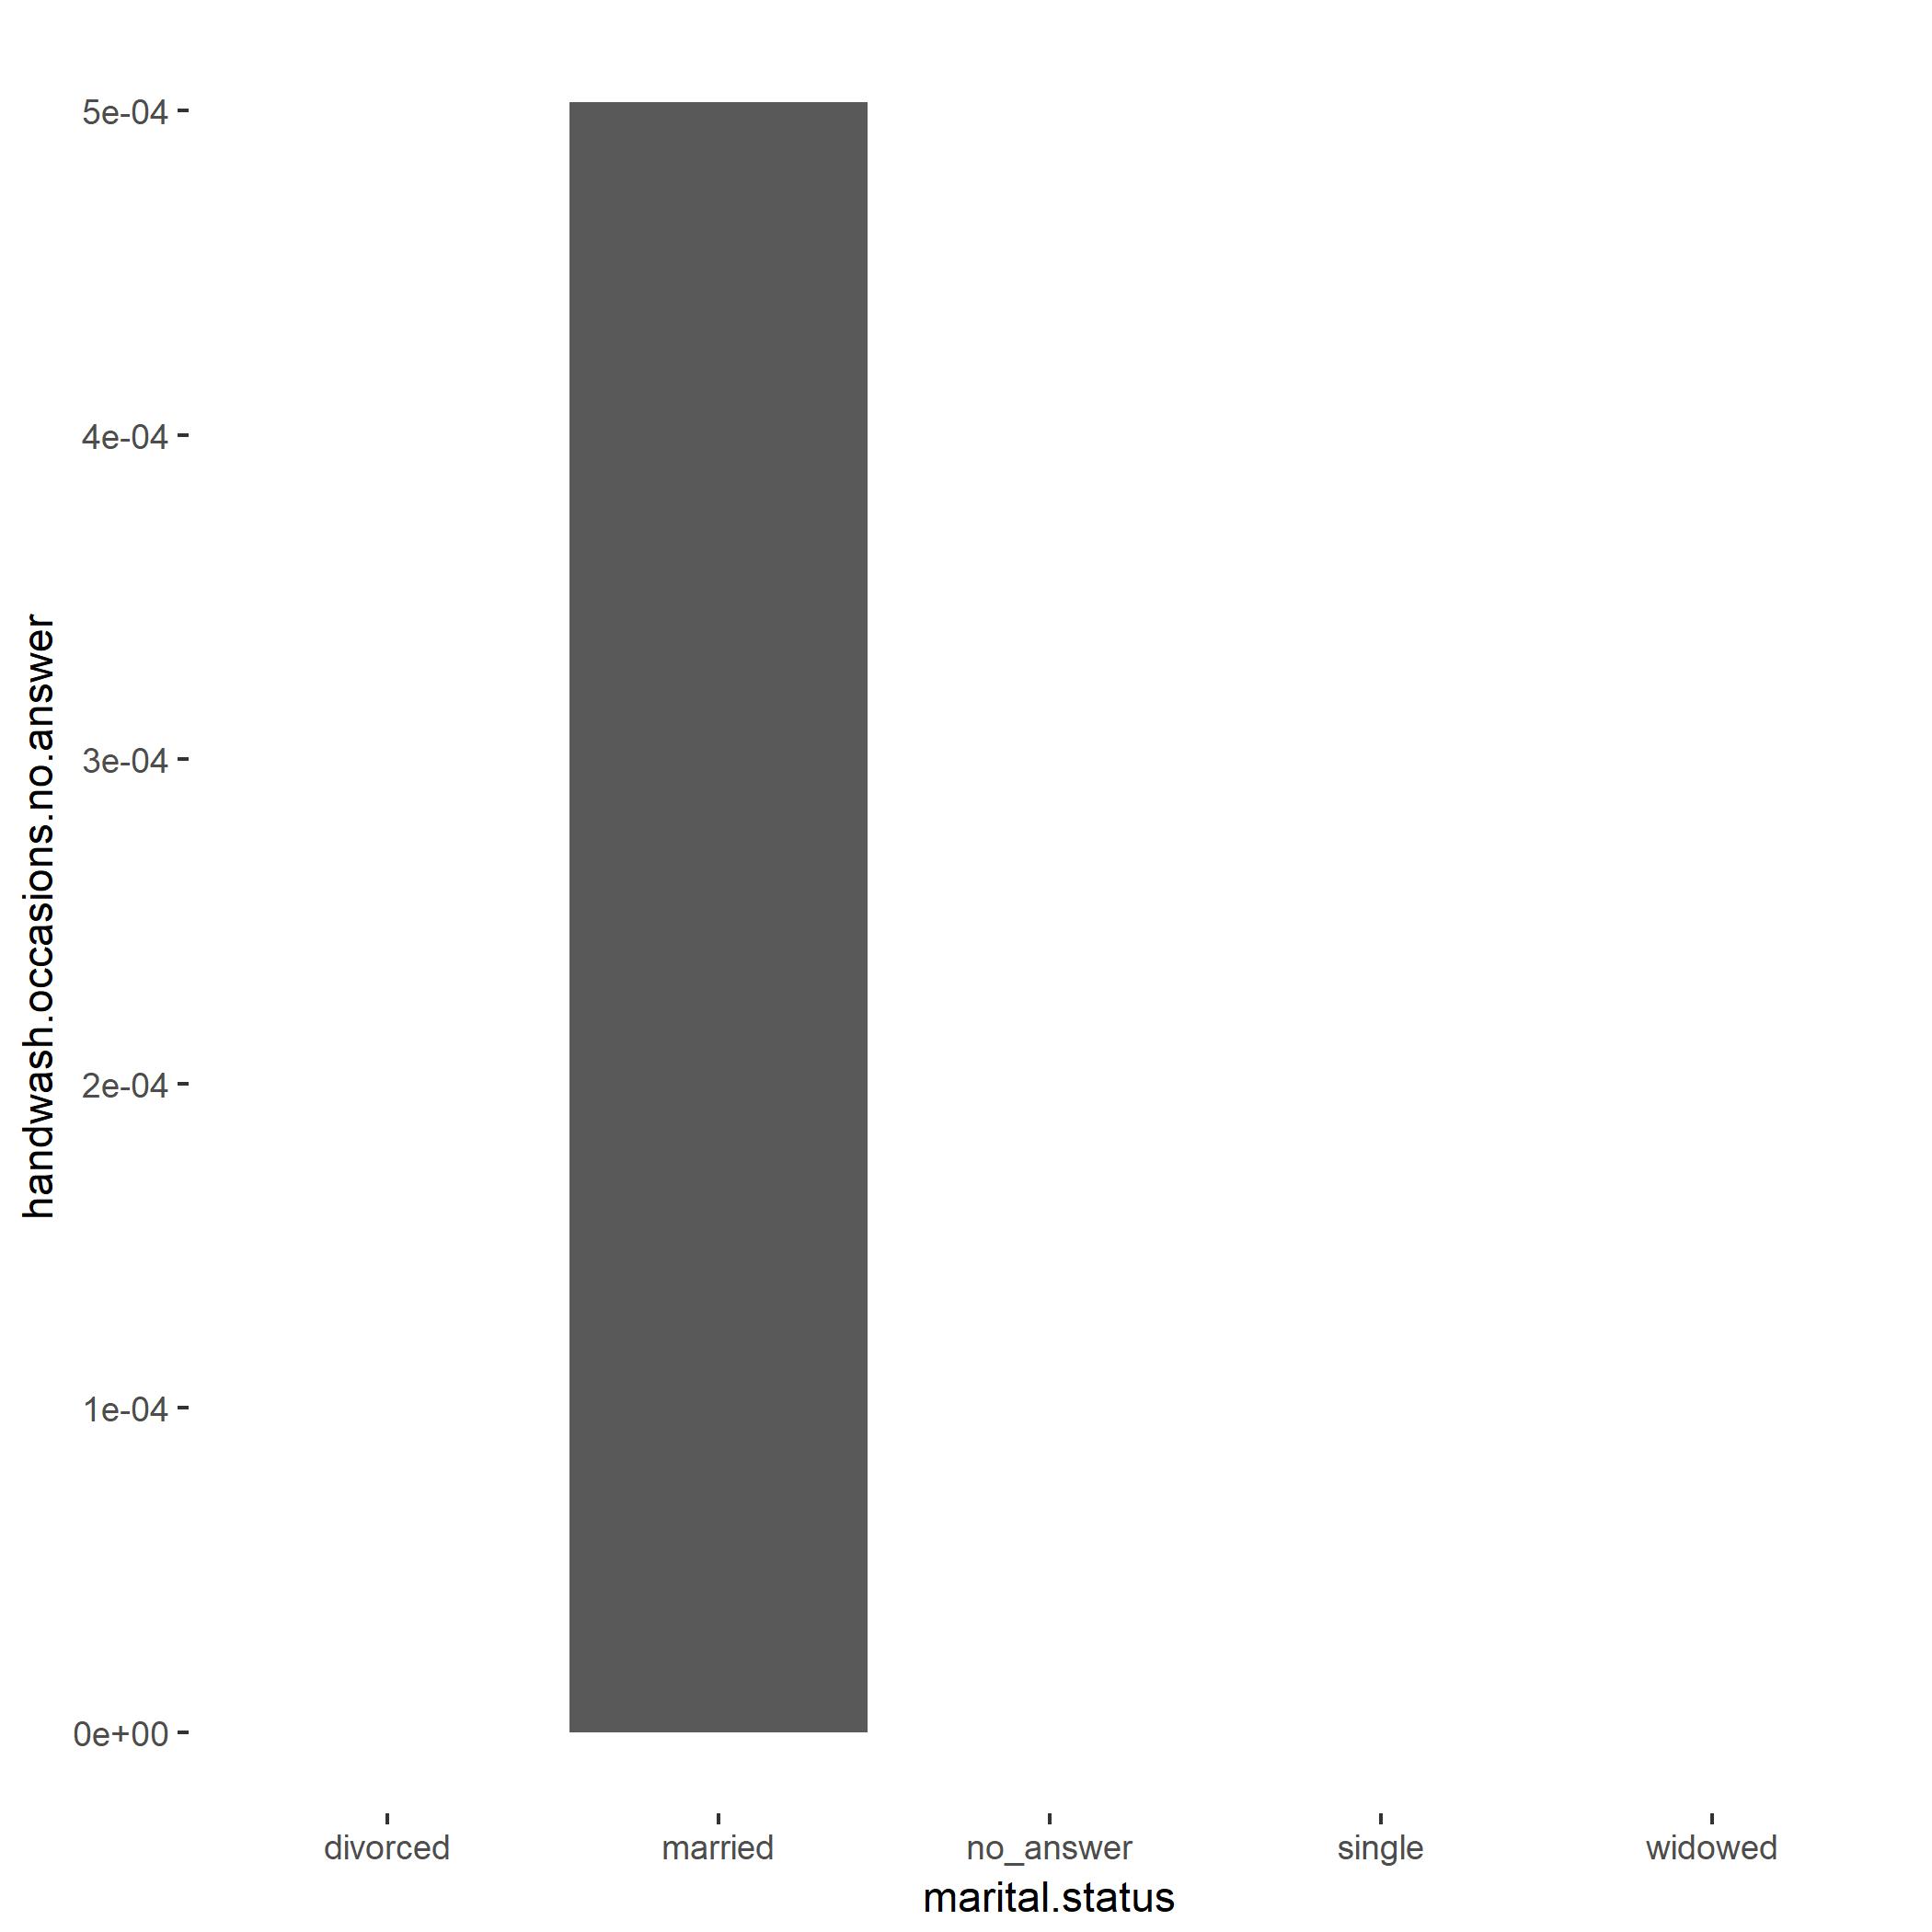 5e-04
4e-04
3e-04
2e-04
1e-04
0e+00
handwash.occasions.no.answer
divorced married no_answer single widowed
marital.status